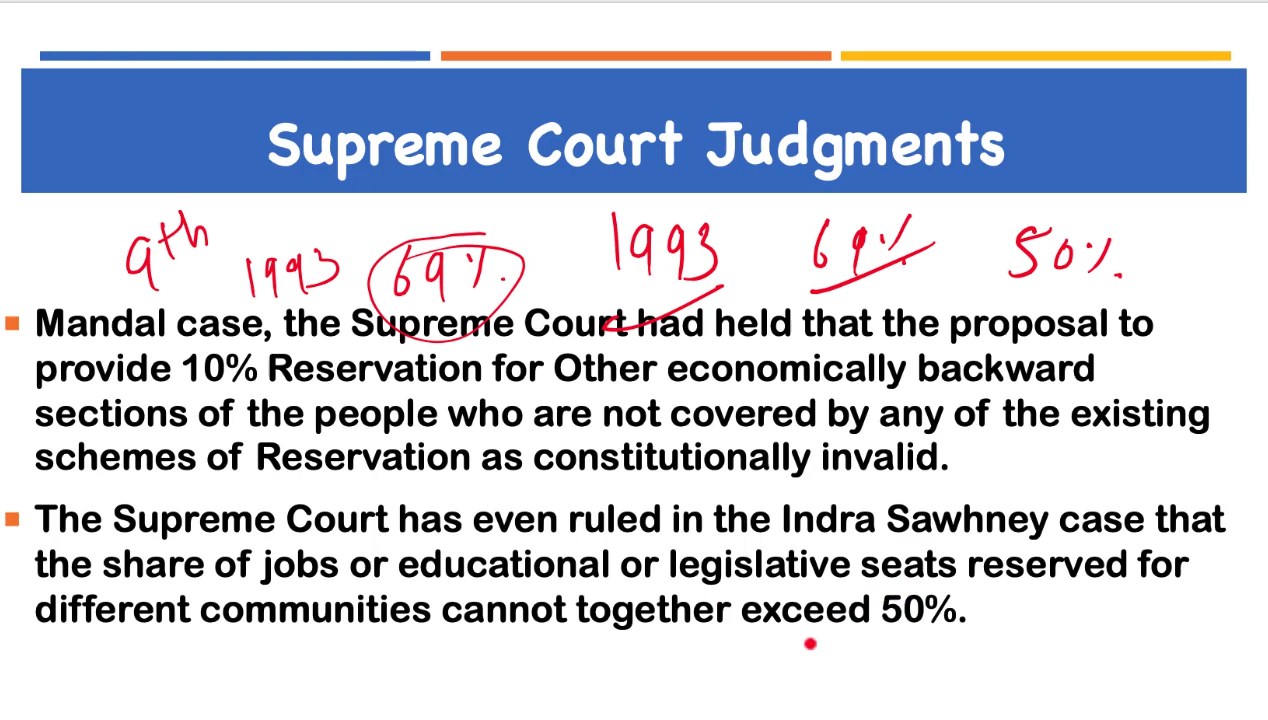 Supreme Court Judgments
9th 1993 69% 1993 69% 50%
Mandal case, the Supreme Court had held that the proposal to
provide 10% Reservation for Other economically backward
sections of the people who are not covered by any of the existing
schemes of Reservation as constitutionally invalid.
The Supreme Court has even ruled in the Indra Sawhney case that
the share of jobs or educational or legislative seats reserved for
different communities cannot together exceed 50%.